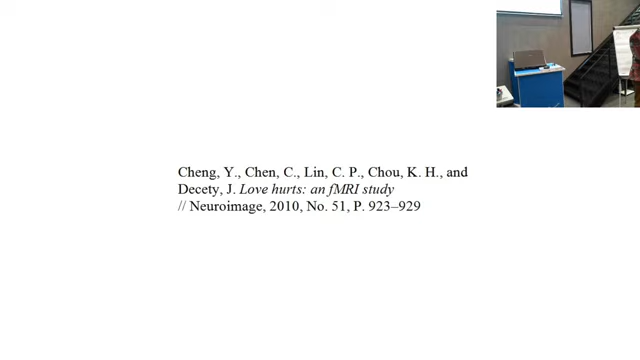 Cheng, Y., Chen, C., Lin, C. P., Chou, K. H., and
Decety, J. Love hurts: an fMRI study
// Neuroimage, 2010, No. 51, P. 923–929